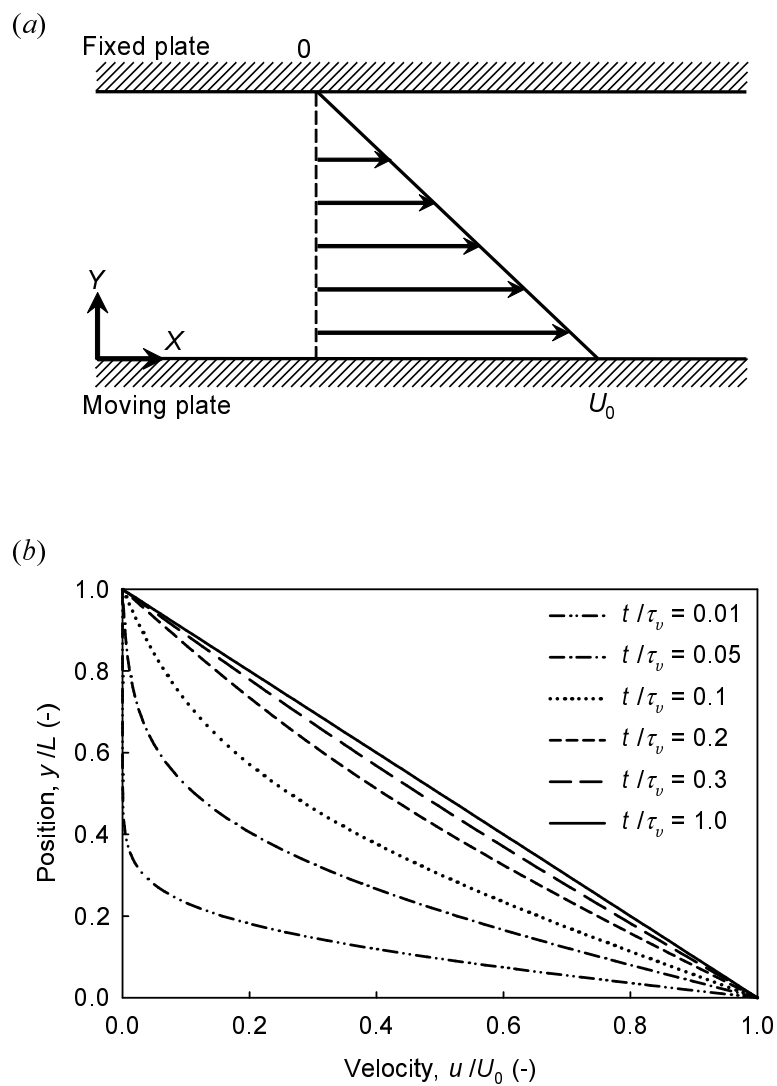 (a)
Fixed plate 0
Y
X
Moving plate U₀
(b)
1.0
0.8
0.6
0.4
0.2
0.0
Position, y/L (-)
t/τᵥ = 0.01
t/τᵥ = 0.05
t/τᵥ = 0.1
t/τᵥ = 0.2
t/τᵥ = 0.3
t/τᵥ = 1.0
0.0 0.2 0.4 0.6 0.8 1.0
Velocity, u/U₀ (-)